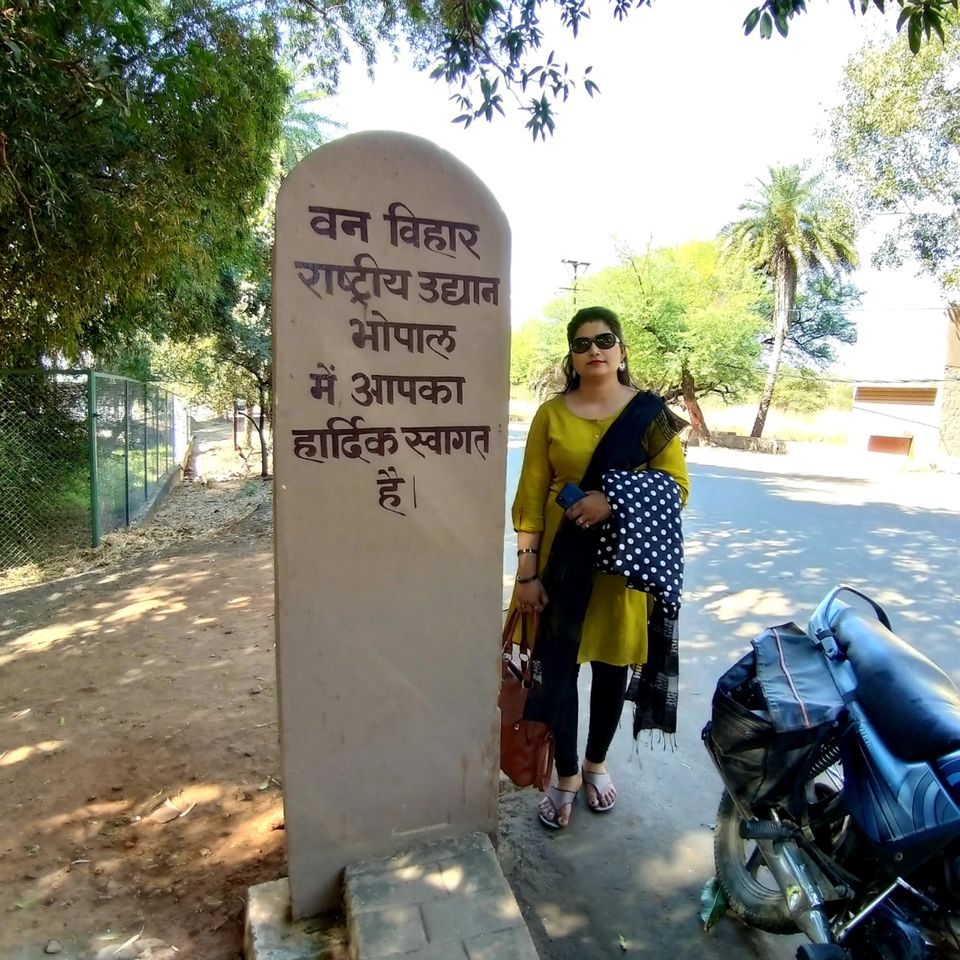 वन विहार
राष्ट्रीय उद्यान
भोपाल
में आपका
हार्दिक स्वागत
है।